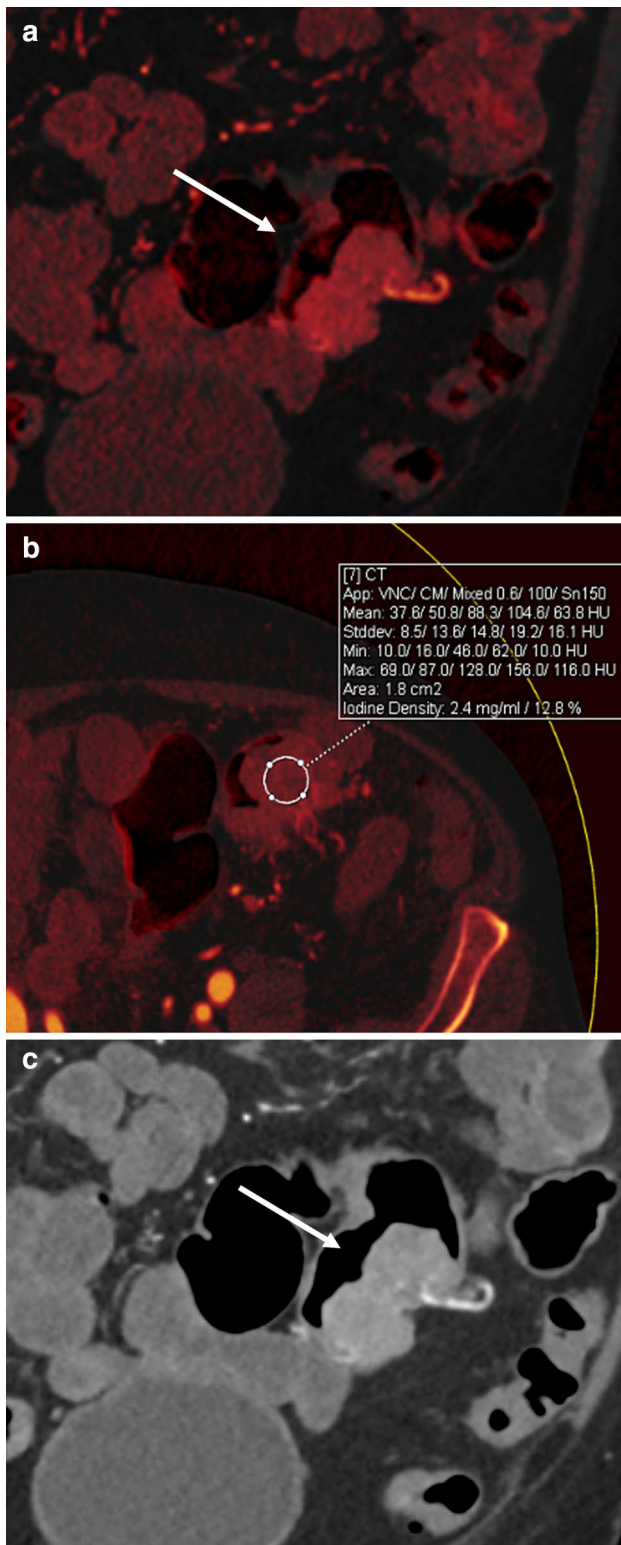 a
b
[7] CT
App: VNC/ CM/ Mixed 0.6/ 100/ Sn150
Mean: 37.6/ 50.8/ 88.3/ 104.6/ 63.8 HU
Stddev: 8.5/ 13.6/ 14.8/ 19.2/ 16.1 HU
Min: 10.0/ 16.0/ 46.0/ 62.0/ 10.0 HU
Max: 69.0/ 87.0/ 128.0/ 156.0/ 116.0 HU
Area: 1.8 cm2
Iodine Density: 2.4 mg/ml / 12.8 %
c